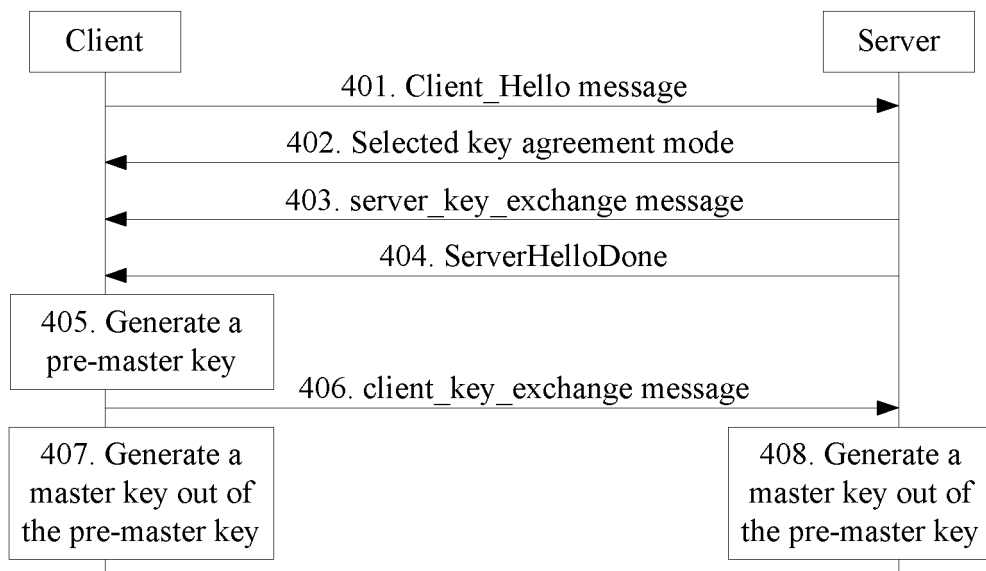 Client
Server
401. Client_Hello message
402. Selected key agreement mode
403. server_key_exchange message
404. ServerHelloDone
405. Generate a
pre-master key
406. client_key_exchange message
407. Generate a
master key out of
the pre-master key
408. Generate a
master key out of
the pre-master key